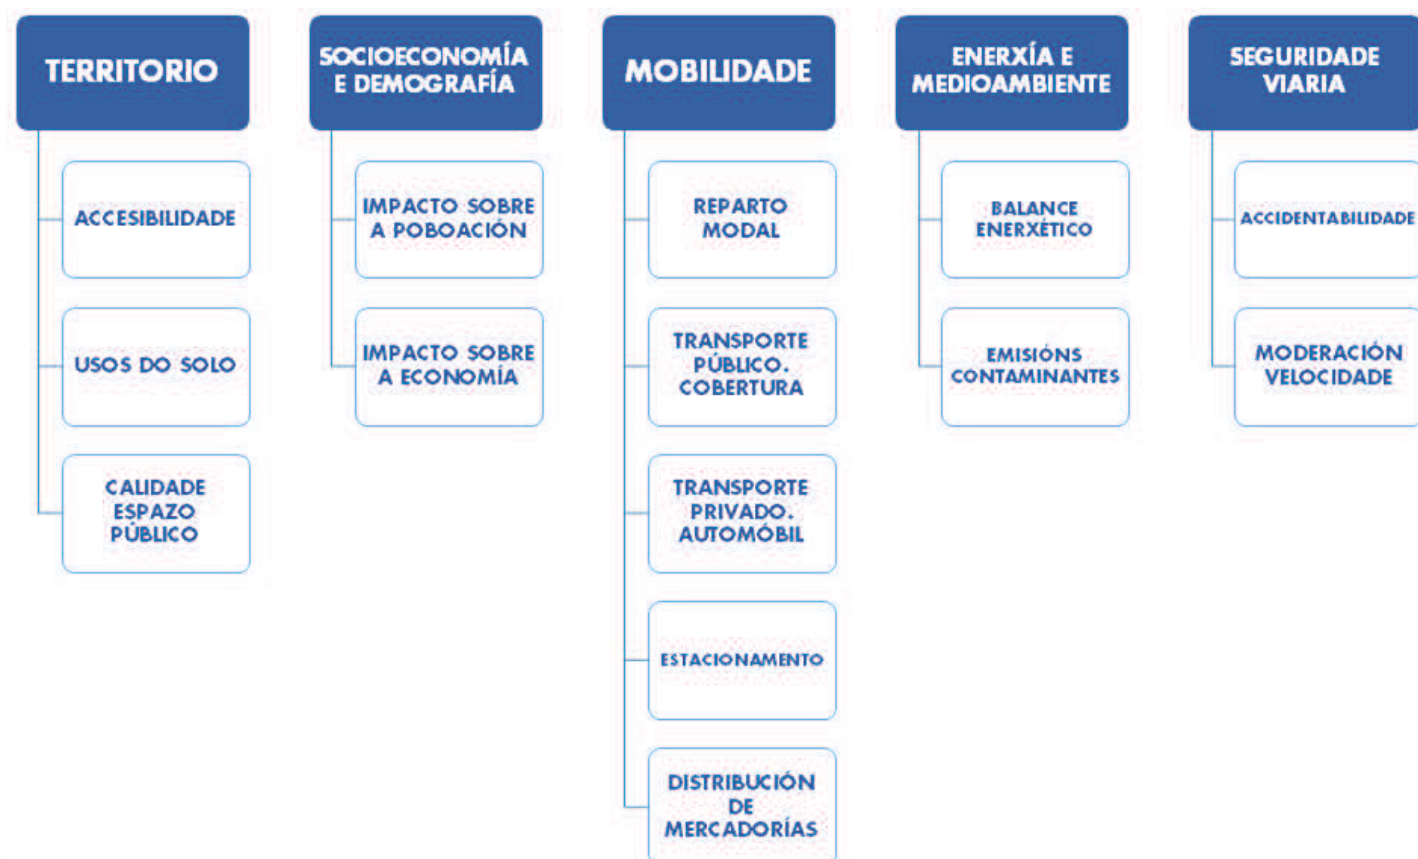 TERRITORIO
ACCESIBILIDADE
USOS DO SOLO
CALIDADE
ESPAZO
PÚBLICO
SOCIOECONOMÍA
E DEMOGRAFÍA
IMPACTO SOBRE
A POBOACIÓN
IMPACTO SOBRE
A ECONOMÍA
MOBILIDADE
REPARTO
MODAL
TRANSPORTE
PÚBLICO.
COBERTURA
TRANSPORTE
PRIVADO.
AUTOMÓBIL
ESTACIONAMENTO
DISTRIBUCIÓN
DE
MERCADORÍAS
ENERXÍA E
MEDIOAMBIENTE
BALANCE
ENERXÉTICO
EMISIÓNS
CONTAMINANTES
SEGURIDADE
VIARIA
ACCIDENTABILIDADE
MODERACIÓN
VELOCIDADE